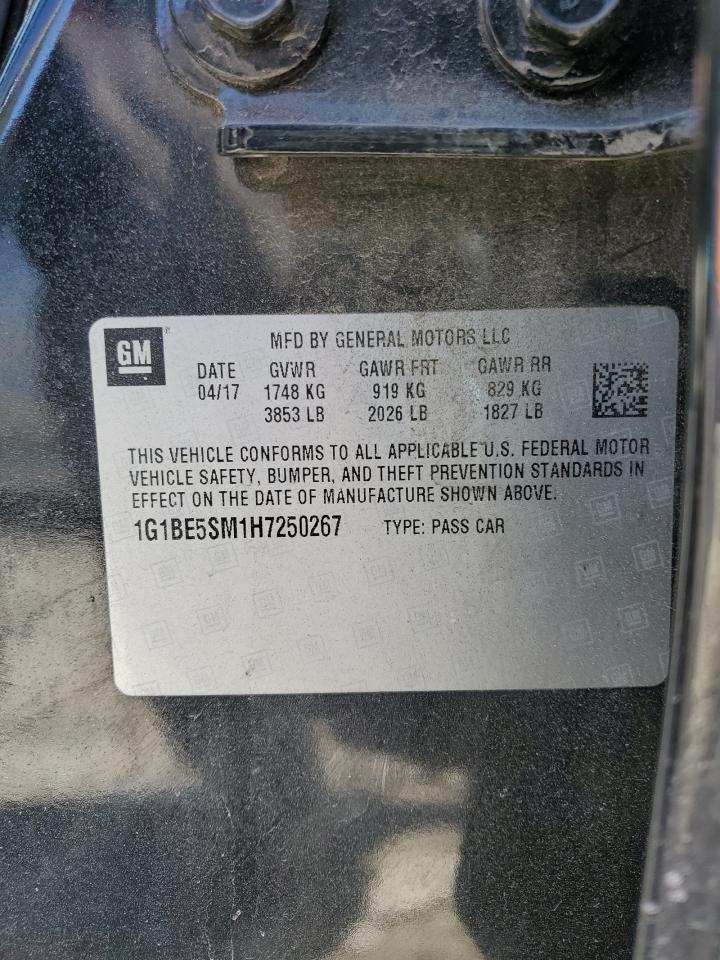 GM
MFD BY GENERAL MOTORS LLC
DATE GVWR GAWR FRT GAWR RR
04/17 1748 KG 919 KG 829 KG
3853 LB 2026 LB 1827 LB
THIS VEHICLE CONFORMS TO ALL APPLICABLE U.S. FEDERAL MOTOR
VEHICLE SAFETY, BUMPER, AND THEFT PREVENTION STANDARDS IN
EFFECT ON THE DATE OF MANUFACTURE SHOWN ABOVE.
1G1BE5SM1H7250267 TYPE: PASS CAR